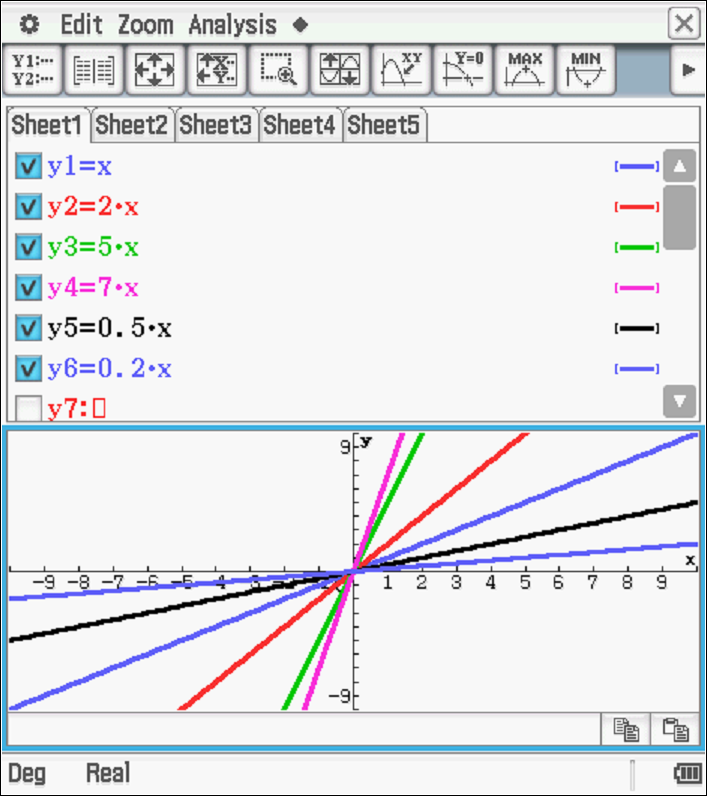 Edit Zoom Analysis
Y1:··· Y2:··· XY Y=0 MAX MIN
Sheet1 Sheet2 Sheet3 Sheet4 Sheet5
y1=x
y2=2·x
y3=5·x
y4=7·x
y5=0.5·x
y6=0.2·x
y7:
9 y
-9 -8 -7 -6 -5 -4 -3 1 2 3 4 5 6 7 8 9 x
-9
Deg Real